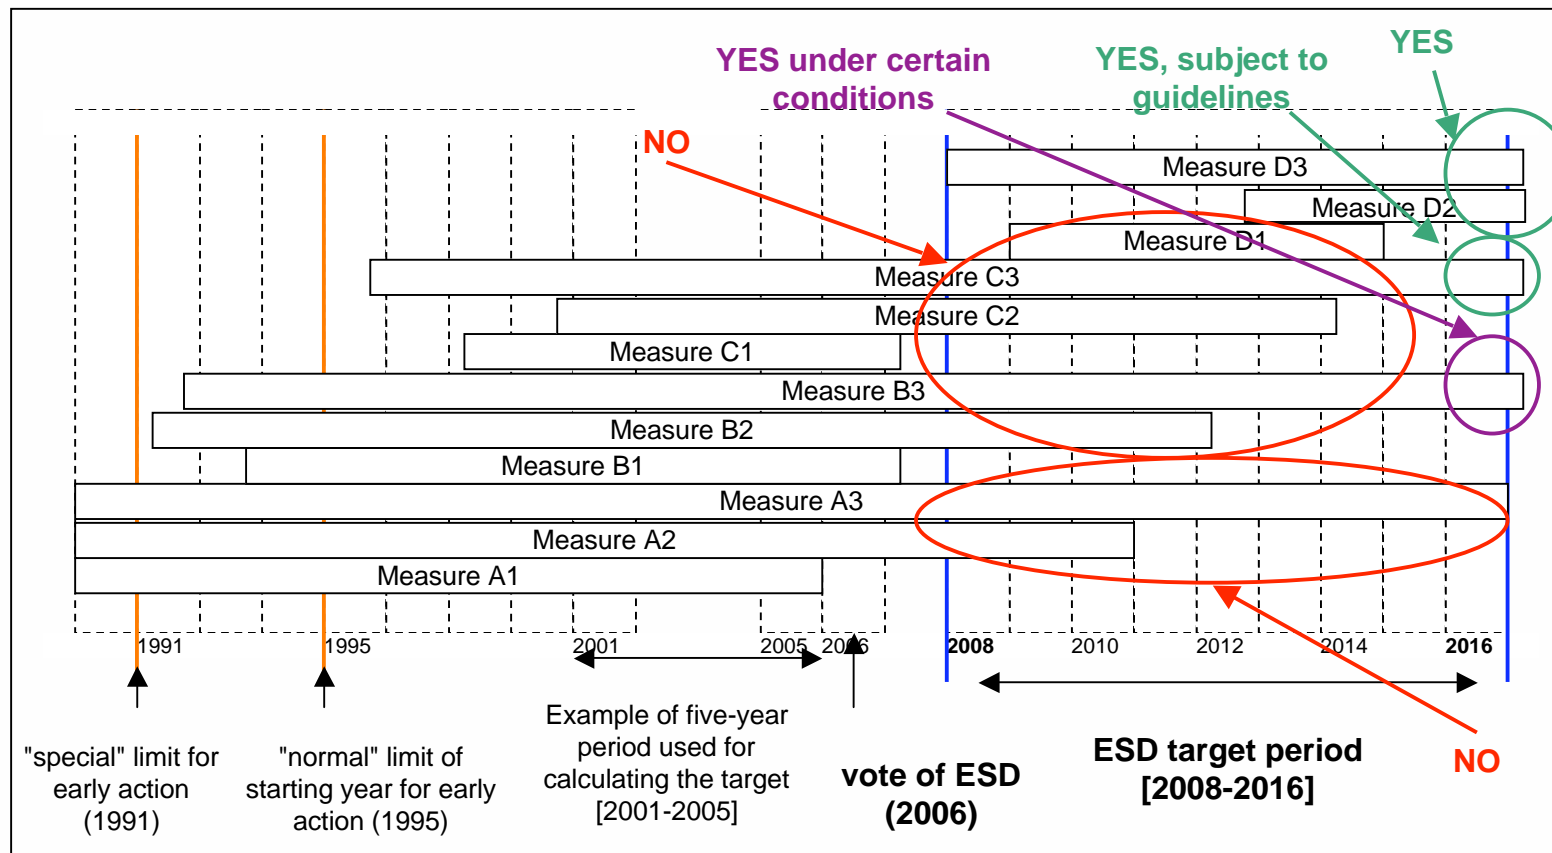 YES
YES under certain
conditions
YES, subject to
guidelines
NO
Measure D3
Measure D2
Measure D1
Measure C3
Measure C2
Measure C1
Measure B3
Measure B2
Measure B1
Measure A3
Measure A2
Measure A1
1991 1995 2001 2005 2006 2008 2010 2012 2014 2016
"special" limit for
early action
(1991)
"normal" limit of
starting year for early
action (1995)
Example of five-year
period used for
calculating the target
[2001-2005]
vote of ESD
(2006)
ESD target period
[2008-2016]
NO